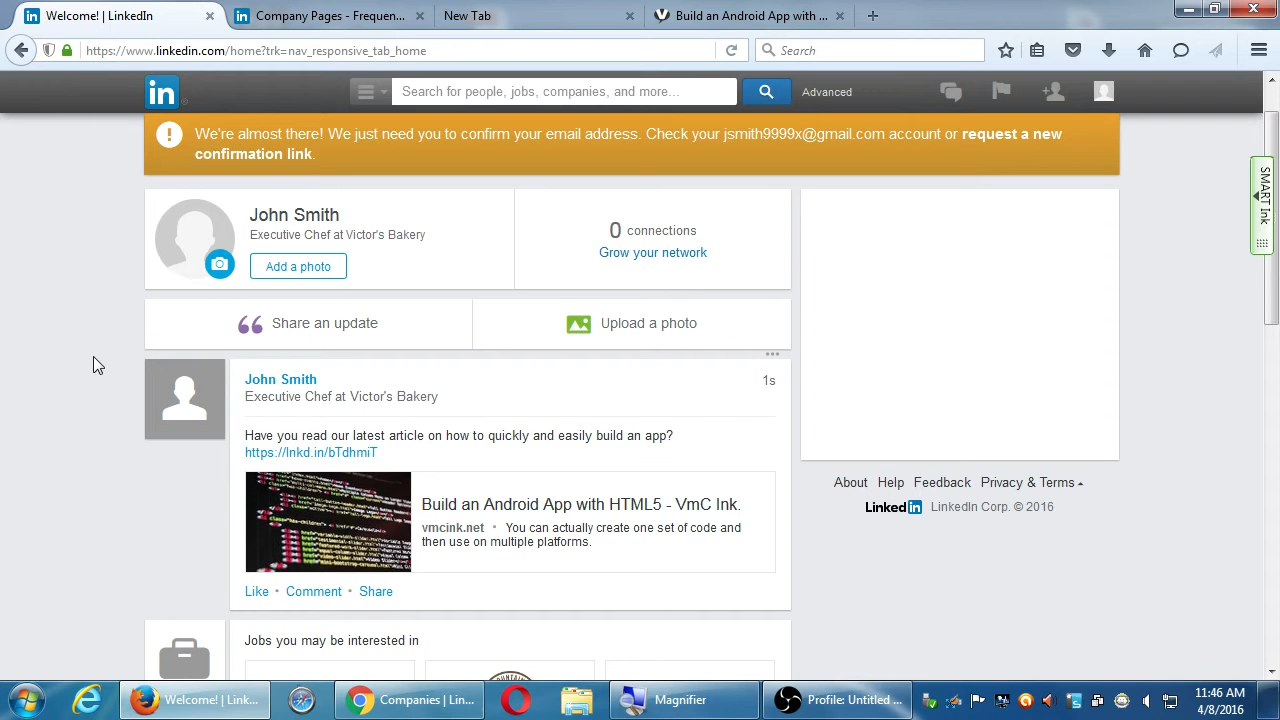 Welcome! | LinkedIn
Company Pages - Frequen...
New Tab
Build an Android App with ...
https://www.linkedin.com/home?trk=nav_responsive_tab_home
Search
in
Search for people, jobs, companies, and more...
Advanced
We're almost there! We just need you to confirm your email address. Check your jsmith9999x@gmail.com account or request a new
confirmation link.
SMART Ink
John Smith
Executive Chef at Victor's Bakery
Add a photo
0 connections
Grow your network
Share an update
Upload a photo
John Smith
1s
Executive Chef at Victor's Bakery
Have you read our latest article on how to quickly and easily build an app?
https://lnkd.in/bTdhmiT
Build an Android App with HTML5 - VmC Ink.
vmcink.net • You can actually create one set of code and
then use on multiple platforms.
Like • Comment • Share
About Help Feedback Privacy & Terms
LinkedIn LinkedIn Corp. © 2016
Jobs you may be interested in
Welcome! | Link...
Companies | Lin...
Magnifier
Profile: Untitled ...
11:46 AM
4/8/2016